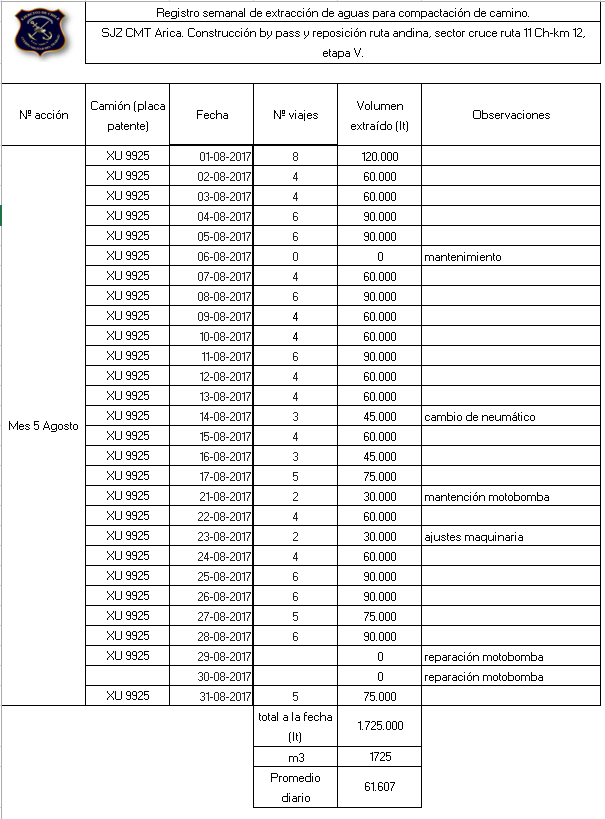 Registro semanal de extracción de aguas para compactación de camino.
SJZ CMT Arica. Construcción by pass y reposición ruta andina, sector cruce ruta 11 Ch-km 12,
etapa V.
Nº acción Camión (placa patente) Fecha Nº viajes Volumen extraído (lt) Observaciones
XU 9925 01-08-2017 8 120.000
XU 9925 02-08-2017 4 60.000
XU 9925 03-08-2017 4 60.000
XU 9925 04-08-2017 6 90.000
XU 9925 05-08-2017 6 90.000
XU 9925 06-08-2017 0 0 mantenimiento
XU 9925 07-08-2017 4 60.000
XU 9925 08-08-2017 6 90.000
XU 9925 09-08-2017 4 60.000
XU 9925 10-08-2017 4 60.000
XU 9925 11-08-2017 6 90.000
XU 9925 12-08-2017 4 60.000
XU 9925 13-08-2017 4 60.000
Mes 5 Agosto XU 9925 14-08-2017 3 45.000 cambio de neumático
XU 9925 15-08-2017 4 60.000
XU 9925 16-08-2017 3 45.000
XU 9925 17-08-2017 5 75.000
XU 9925 21-08-2017 2 30.000 mantención motobomba
XU 9925 22-08-2017 4 60.000
XU 9925 23-08-2017 2 30.000 ajustes maquinaria
XU 9925 24-08-2017 4 60.000
XU 9925 25-08-2017 6 90.000
XU 9925 26-08-2017 6 90.000
XU 9925 27-08-2017 5 75.000
XU 9925 28-08-2017 6 90.000
XU 9925 29-08-2017 0 reparación motobomba
30-08-2017 0 reparación motobomba
XU 9925 31-08-2017 5 75.000
total a la fecha (lt) 1.725.000
m3 1725
Promedio diario 61.607